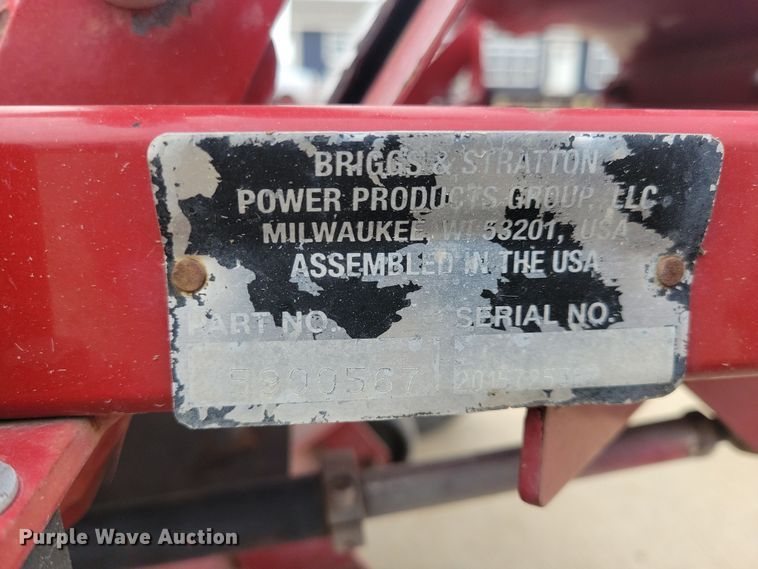 BRIGGS & STRATTON
POWER PRODUCTS GROUP, LLC
MILWAUKEE, WI 53201, USA
ASSEMBLED IN THE USA
PART NO. SERIAL NO.
5900567
Purple Wave Auction